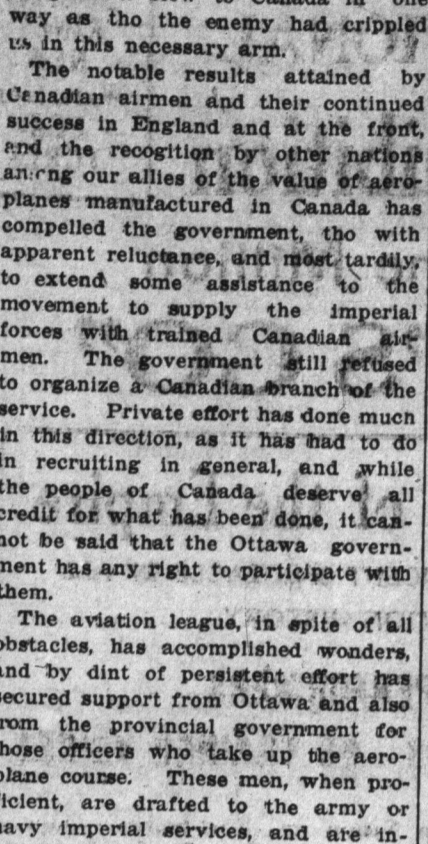 to Canada in one
way as tho the enemy had crippled
us in this necessary arm.
The notable results attained by
Canadian airmen and their continued
success in England and at the front,
and the recogition by other nations
among our allies of the value of aero-
planes manufactured in Canada has
compelled the government, tho with
apparent reluctance, and most tardily,
to extend some assistance to the
movement to supply the imperial
forces with trained Canadian air-
men. The government still refused
to organize a Canadian branch of the
service. Private effort has done much
in this direction, as it has had to do
in recruiting in general, and while
the people of Canada deserve all
credit for what has been done, it can-
not be said that the Ottawa govern-
ment has any right to participate with
them.
The aviation league, in spite of all
obstacles, has accomplished wonders,
and by dint of persistent effort has
secured support from Ottawa and also
rom the provincial government for
hose officers who take up the aero-
plane course. These men, when pro-
ficient, are drafted to the army or
navy imperial services, and are in-